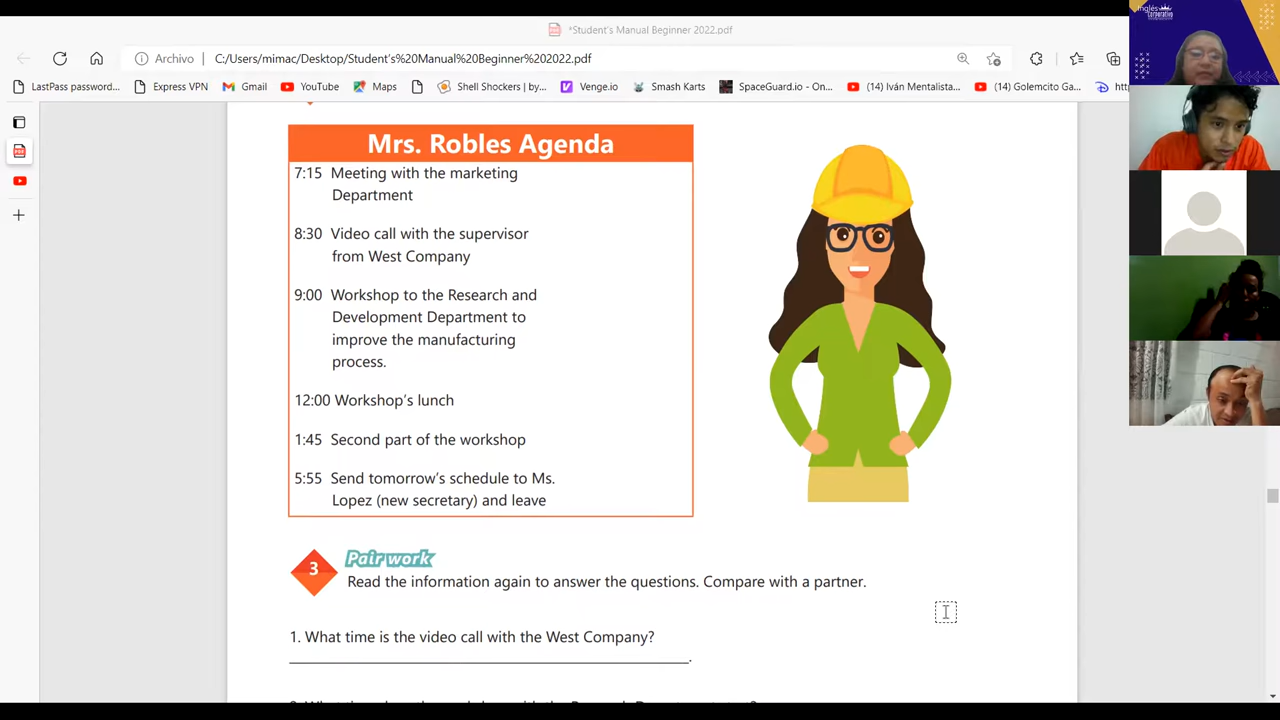 *Student's Manual Beginner 2022.pdf
Archivo C:/Users/mimac/Desktop/Student's%20Manual%20Beginner%202022.pdf
LastPass password... Express VPN Gmail YouTube Maps Shell Shockers | by... Venge.io Smash Karts SpaceGuard.io - On... (14) Iván Mentalista... (14) Golemcito Ga...
Inglés
Corporativo
Mrs. Robles Agenda
7:15 Meeting with the marketing
Department
8:30 Video call with the supervisor
from West Company
9:00 Workshop to the Research and
Development Department to
improve the manufacturing
process.
12:00 Workshop's lunch
1:45 Second part of the workshop
5:55 Send tomorrow's schedule to Ms.
Lopez (new secretary) and leave
3 Pair work
Read the information again to answer the questions. Compare with a partner.
1. What time is the video call with the West Company?